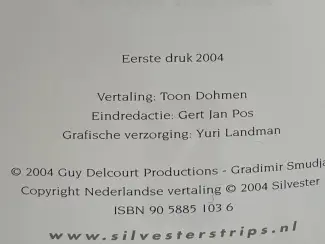 Eerste druk 2004
Vertaling: Toon Dohmen
Eindredactie: Gert Jan Pos
Grafische verzorging: Yuri Landman
© 2004 Guy Delcourt Productions - Gradimir Smudja
Copyright Nederlandse vertaling © 2004 Silvester
ISBN 90 5885 103 6
www.silvesterstrips.nl